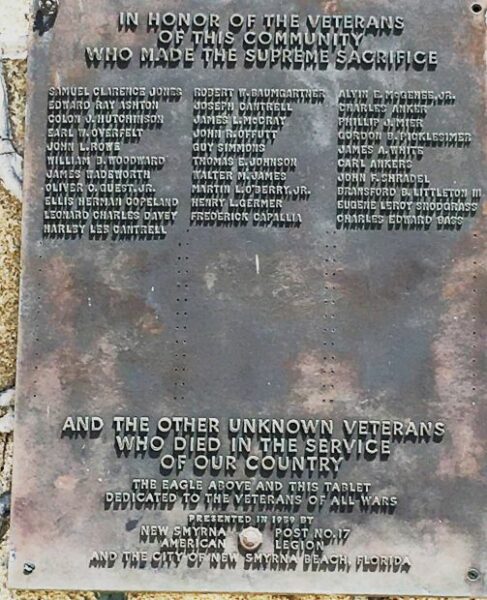 IN HONOR OF THE VETERANS
OF THIS COMMUNITY
WHO MADE THE SUPREME SACRIFICE
SAMUEL CLARENCE JONES
EDWARD RAY ASHTON
COLON J. HUTCHINSON
EARL W. OVERFELT
JOHN L. ROWE
WILLIAM D. WOODWARD
JAMES WADSWORTH
OLIVER O. QUEST, JR.
ELLIS HERMAN COPELAND
LEONARD CHARLES DAVEY
HARLEY LEE CANTRELL
ROBERT W. BAUMGARTNER
JOSEPH CANTRELL
JAMES L. McCRAY
JOHN R. OFFUTT
GUY SIMMONS
THOMAS E. JOHNSON
WALTER M. JAMES
MARTIN L. O'BERRY, JR.
HENRY L. GERMER
FREDERICK CAPALLIA
ALVIN E. McGEHEE, JR.
CHARLES ANKER
PHILLIP J. MIER
GORDON B. PICKLESIMER
JAMES A. WHITE
CARL ANKERS
JOHN F. SHRADEL
BRANSFORD B. LITTLETON III
EUGENE LEROY SNODGRASS
CHARLES EDWARD BASS
AND THE OTHER UNKNOWN VETERANS
WHO DIED IN THE SERVICE
OF OUR COUNTRY
THE EAGLE ABOVE AND THIS TABLET
DEDICATED TO THE VETERANS OF ALL WARS
PRESENTED IN 1959 BY
NEW SMYRNA POST NO. 17
AMERICAN LEGION
AND THE CITY OF NEW SMYRNA BEACH, FLORIDA